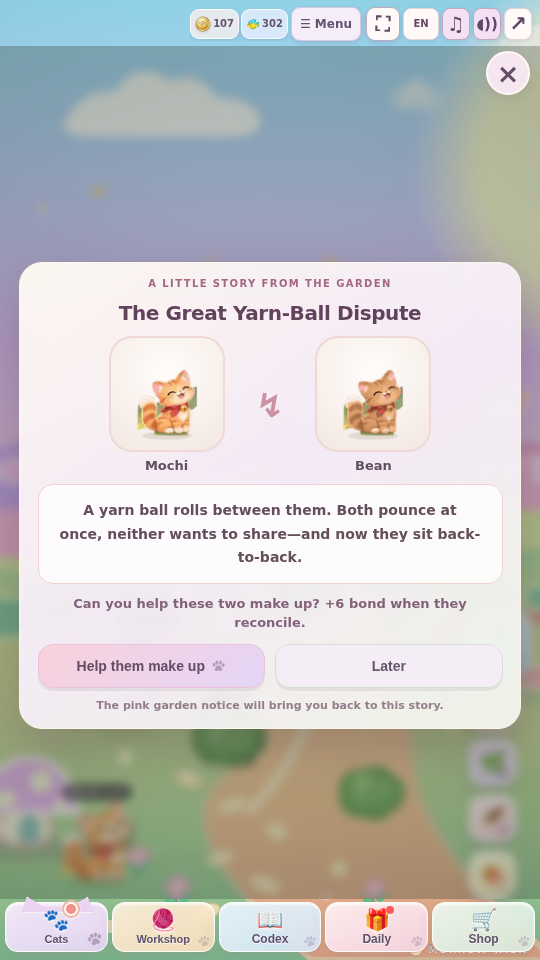 107
302
☰ Menu
EN
A LITTLE STORY FROM THE GARDEN
The Great Yarn-Ball Dispute
Mochi
Bean
A yarn ball rolls between them. Both pounce at
once, neither wants to share—and now they sit back-
to-back.
Can you help these two make up? +6 bond when they
reconcile.
Help them make up
Later
The pink garden notice will bring you back to this story.
Cats
Workshop
Codex
Daily
Shop